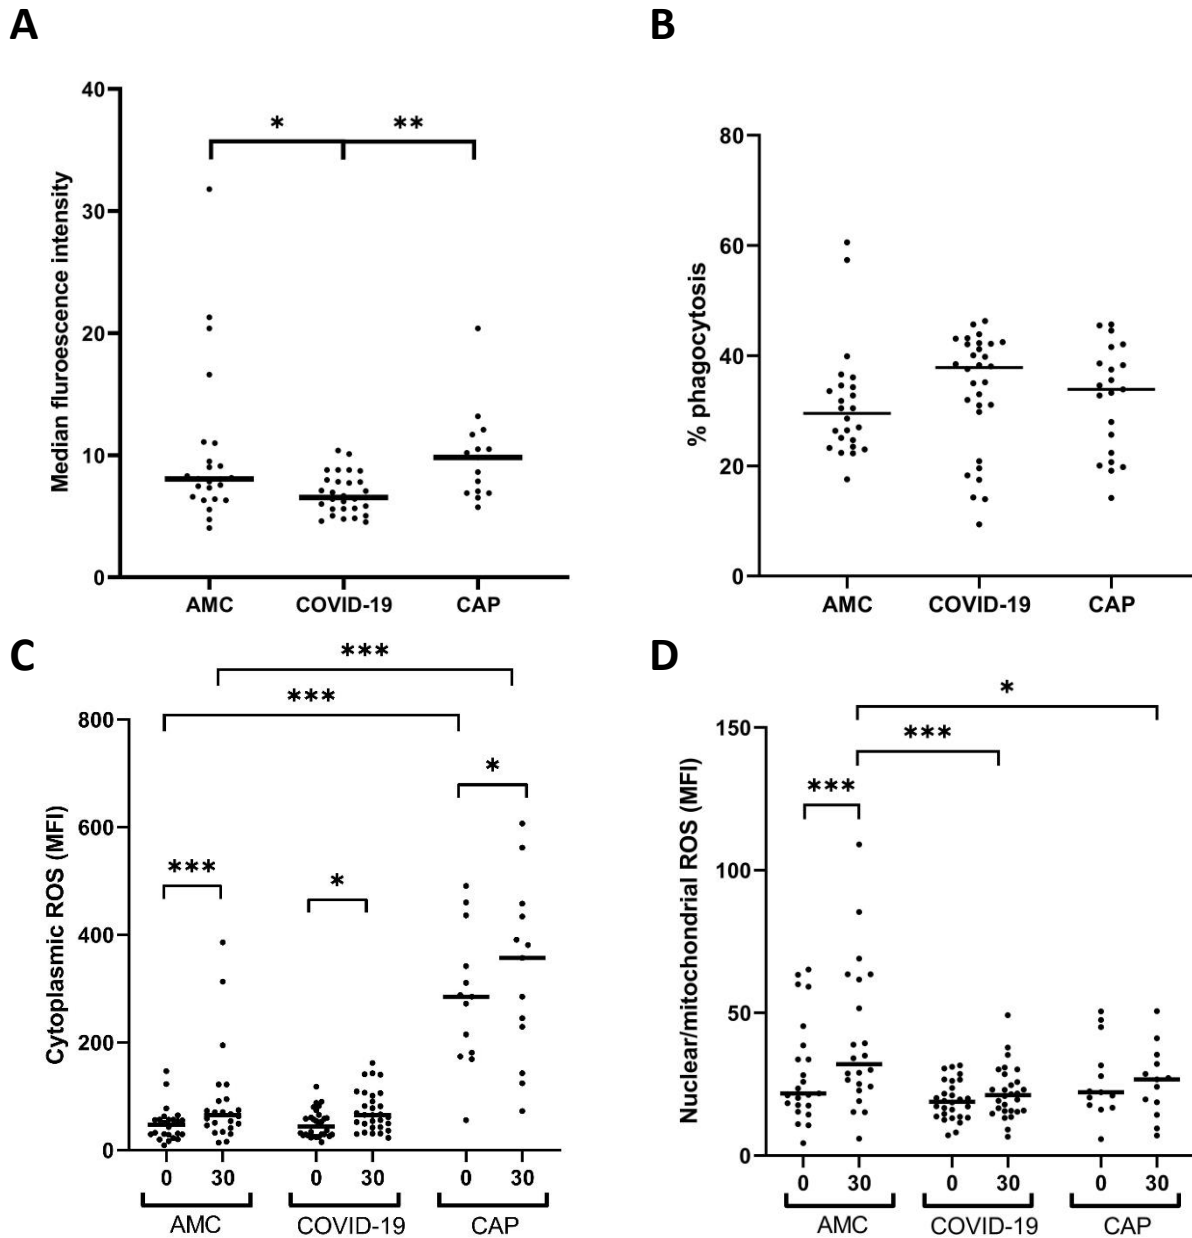 A
Median fluroescence intensity
40
30
20
10
0
* **
AMC COVID-19 CAP
B
% phagocytosis
80
60
40
20
0
AMC COVID-19 CAP
C
Cytoplasmic ROS (MFI)
***
***
*
***
*
800
600
400
200
0
0 30 0 30 0 30
AMC COVID-19 CAP
D
Nuclear/mitochondrial ROS (MFI)
*
***
***
150
100
50
0
0 30 0 30 0 30
AMC COVID-19 CAP